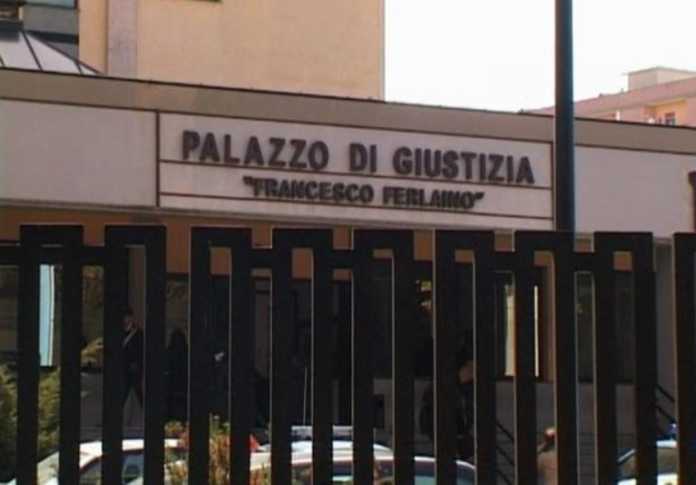 PALAZZO DI GIUSTIZIA
"FRANCESCO FERLAINO"